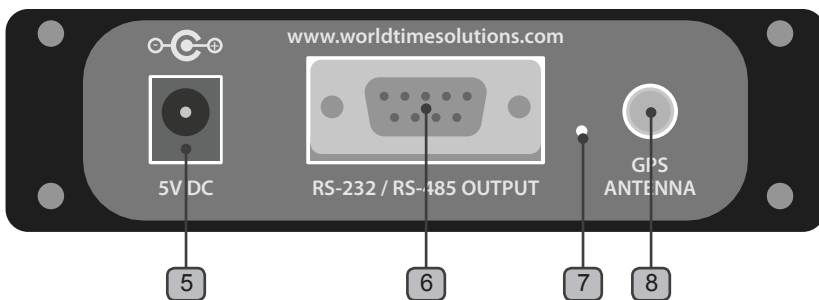 www.worldtimesolutions.com
5V DC
RS-232 / RS-485 OUTPUT
GPS
ANTENNA
5
6
7
8